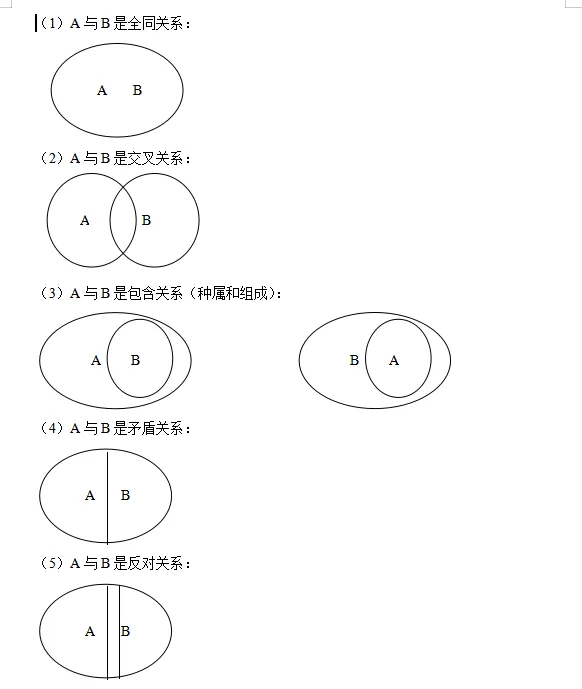 （1）A 与 B 是全同关系：
A B
（2）A 与 B 是交叉关系：
A B
（3）A 与 B 是包含关系（种属和组成）：
A B B A
（4）A 与 B 是矛盾关系：
A B
（5）A 与 B 是反对关系：
A B